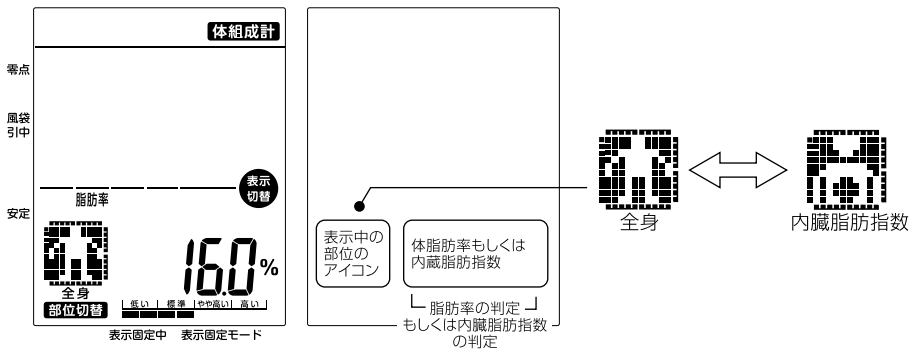 体組成計
零点
風袋
引中
表示
切替
脂肪率
安定
16.0%
全身
部位切替
低い 標準 やや高い 高い
表示固定中 表示固定モード
表示中の
部位の
アイコン
体脂肪率もしくは
内蔵脂肪指数
脂肪率の判定
もしくは内臓脂肪指数
の判定
全身
内臓脂肪指数